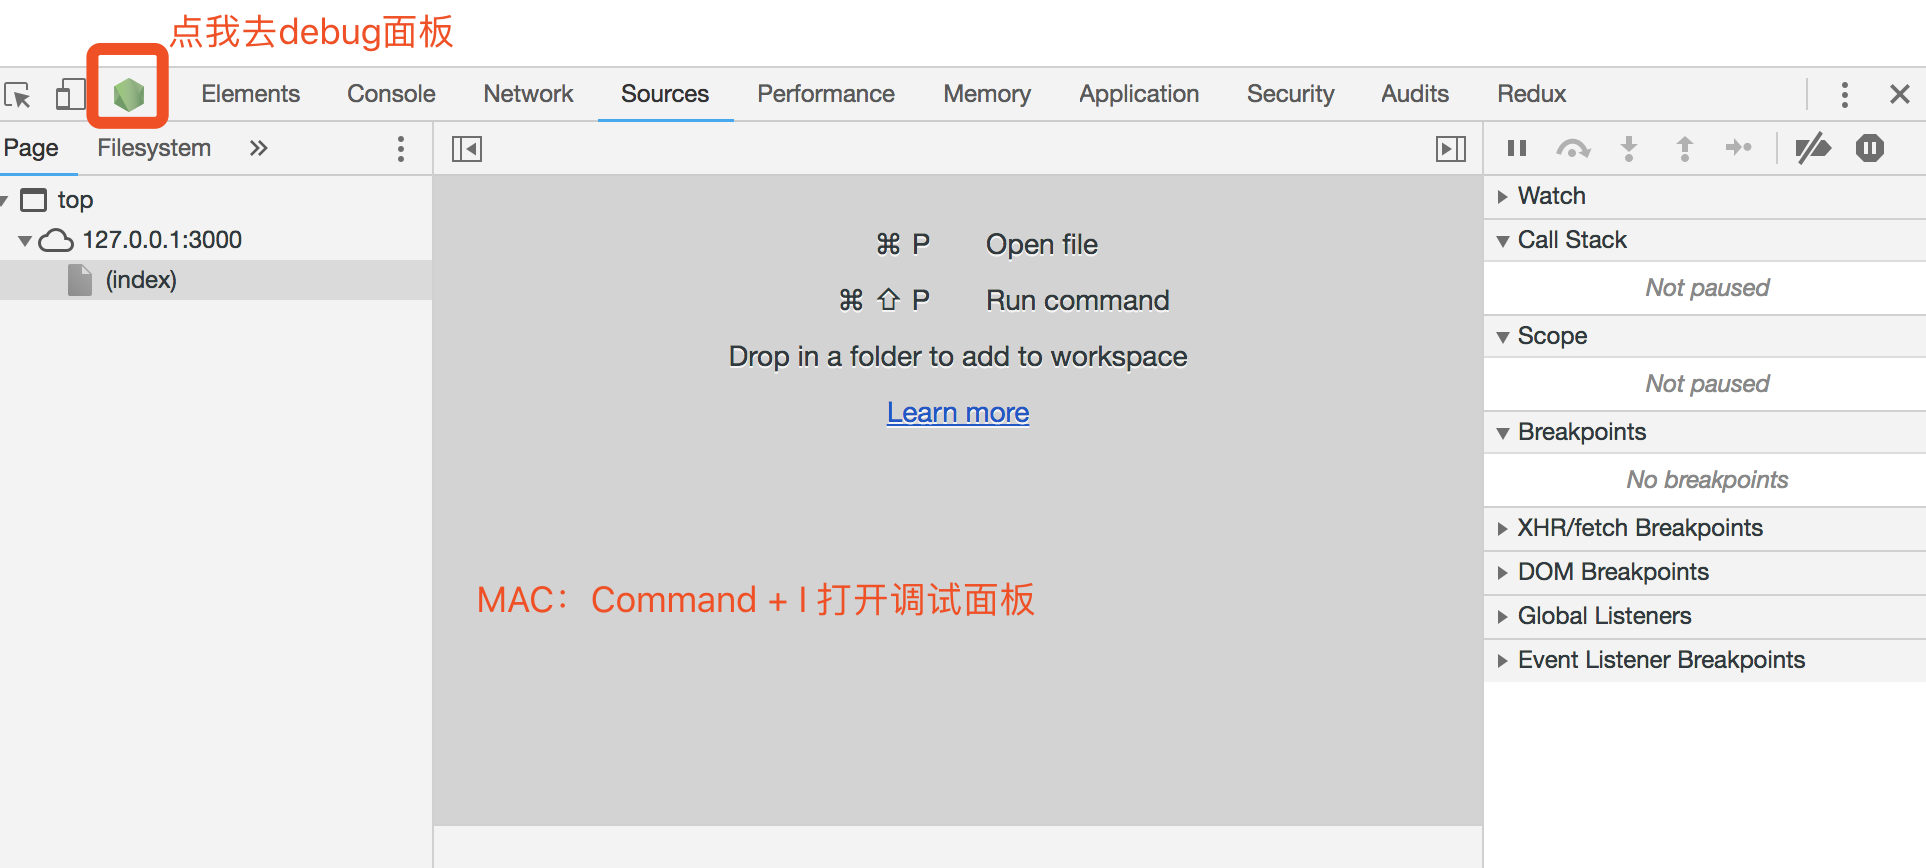 点我去debug面板
Elements Console Network Sources Performance Memory Application Security Audits Redux
Page Filesystem »
top
127.0.0.1:3000
(index)
⌘ P Open file
⌘ ⇧ P Run command
Drop in a folder to add to workspace
Learn more
MAC：Command + I 打开调试面板
Watch
Call Stack
Not paused
Scope
Not paused
Breakpoints
No breakpoints
XHR/fetch Breakpoints
DOM Breakpoints
Global Listeners
Event Listener Breakpoints